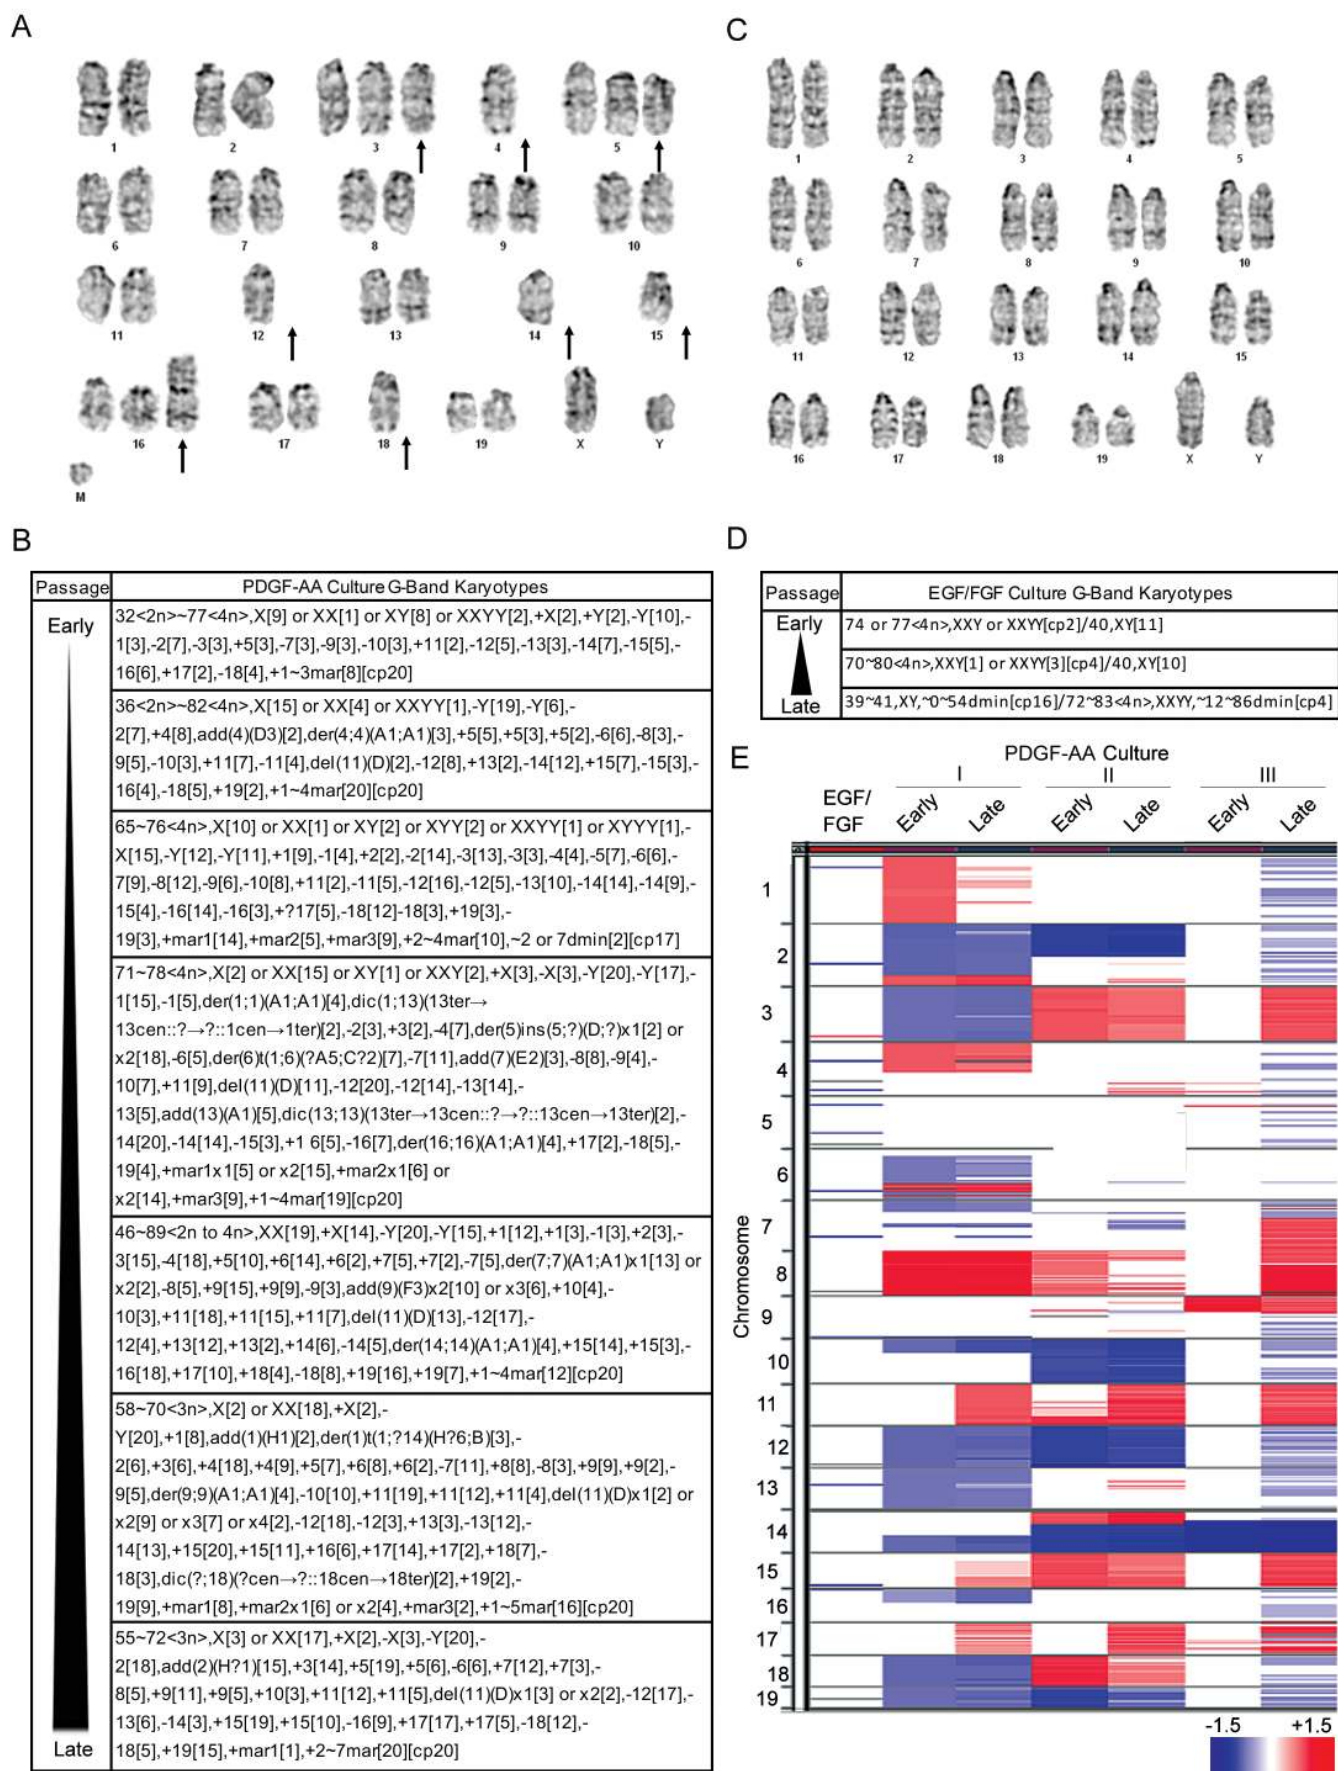 A
1 2 3 4 5
6 7 8 9 10
11 12 13 14 15
16 17 18 19 X Y
M
C
1 2 3 4 5
6 7 8 9 10
11 12 13 14 15
16 17 18 19 X Y
B
Passage PDGF-AA Culture G-Band Karyotypes
Early
32<2n>~77<4n>,X[9] or XX[1] or XY[8] or XXYY[2],+X[2],+Y[2],-Y[10],-
1[3],-2[7],-3[3],+5[3],-7[3],-9[3],-10[3],+11[2],-12[5],-13[3],-14[7],-15[5],-
16[6],+17[2],-18[4],+1~3mar[8][cp20]
36<2n>~82<4n>,X[15] or XX[4] or XXYY[1],-Y[19],-Y[6],-
2[7],+4[8],add(4)(D3)[2],der(4;4)(A1;A1)[3],+5[5],+5[3],+5[2],-6[6],-8[3],-
9[5],-10[3],+11[7],-11[4],del(11)(D)[2],-12[8],+13[2],-14[12],+15[7],-15[3],-
16[4],-18[5],+19[2],+1~4mar[20][cp20]
65~76<4n>,X[10] or XX[1] or XY[2] or XYY[2] or XXYY[1] or XYYY[1],-
X[15],-Y[12],-Y[11],+1[9],-1[4],+2[2],-2[14],-3[13],-3[3],-4[4],-5[7],-6[6],-
7[9],-8[12],-9[6],-10[8],+11[2],-11[5],-12[16],-12[5],-13[10],-14[14],-14[9],-
15[4],-16[14],-16[3],+?17[5],-18[12]-18[3],+19[3],-
19[3],+mar1[14],+mar2[5],+mar3[9],+2~4mar[10],~2 or 7dmin[2][cp17]
71~78<4n>,X[2] or XX[15] or XY[1] or XXY[2],+X[3],-X[3],-Y[20],-Y[17],-
1[15],-1[5],der(1;1)(A1;A1)[4],dic(1;13)(13ter→
13cen::?→?::1cen→1ter)[2],-2[3],+3[2],-4[7],der(5)ins(5;?)(D;?)x1[2] or
x2[18],-6[5],der(6)t(1;6)(?A5;C?2)[7],-7[11],add(7)(E2)[3],-8[8],-9[4],-
10[7],+11[9],del(11)(D)[11],-12[20],-12[14],-13[14],-
13[5],add(13)(A1)[5],dic(13;13)(13ter→13cen::?→?::13cen→13ter)[2],-
14[20],-14[14],-15[3],+1 6[5],-16[7],der(16;16)(A1;A1)[4],+17[2],-18[5],-
19[4],+mar1x1[5] or x2[15],+mar2x1[6] or
x2[14],+mar3[9],+1~4mar[19][cp20]
46~89<2n to 4n>,XX[19],+X[14],-Y[20],-Y[15],+1[12],+1[3],-1[3],+2[3],-
3[15],-4[18],+5[10],+6[14],+6[2],+7[5],+7[2],-7[5],der(7;7)(A1;A1)x1[13] or
x2[2],-8[5],+9[15],+9[9],-9[3],add(9)(F3)x2[10] or x3[6],+10[4],-
10[3],+11[18],+11[15],+11[7],del(11)(D)[13],-12[17],-
12[4],+13[12],+13[2],+14[6],-14[5],der(14;14)(A1;A1)[4],+15[14],+15[3],-
16[18],+17[10],+18[4],-18[8],+19[16],+19[7],+1~4mar[12][cp20]
58~70<3n>,X[2] or XX[18],+X[2],-
Y[20],+1[8],add(1)(H1)[2],der(1)t(1;?14)(H?6;B)[3],-
2[6],+3[6],+4[18],+4[9],+5[7],+6[8],+6[2],-7[11],+8[8],-8[3],+9[9],+9[2],-
9[5],der(9;9)(A1;A1)[4],-10[10],+11[19],+11[12],+11[4],del(11)(D)x1[2] or
x2[9] or x3[7] or x4[2],-12[18],-12[3],+13[3],-13[12],-
14[13],+15[20],+15[11],+16[6],+17[14],+17[2],+18[7],-
18[3],dic(?;18)(?cen→?::18cen→18ter)[2],+19[2],-
19[9],+mar1[8],+mar2x1[6] or x2[4],+mar3[2],+1~5mar[16][cp20]
55~72<3n>,X[3] or XX[17],+X[2],-X[3],-Y[20],-
2[18],add(2)(H?1)[15],+3[14],+5[19],+5[6],-6[6],+7[12],+7[3],-
8[5],+9[11],+9[5],+10[3],+11[12],+11[5],del(11)(D)x1[3] or x2[2],-12[17],-
13[6],-14[3],+15[19],+15[10],-16[9],+17[17],+17[5],-18[12],-
18[5],+19[15],+mar1[1],+2~7mar[20][cp20]
Late
D
Passage EGF/FGF Culture G-Band Karyotypes
Early
74 or 77<4n>,XXY or XXYY[cp2]/40,XY[11]
70~80<4n>,XXY[1] or XXYY[3][cp4]/40,XY[10]
39~41,XY,~0~54dmin[cp16]/72~83<4n>,XXYY,~12~86dmin[cp4]
Late
E
PDGF-AA Culture
I II III
EGF/
FGF Early Late Early Late Early Late
Chromosome
1
2
3
4
5
6
7
8
9
10
11
12
13
14
15
16
17
18
19
-1.5 +1.5